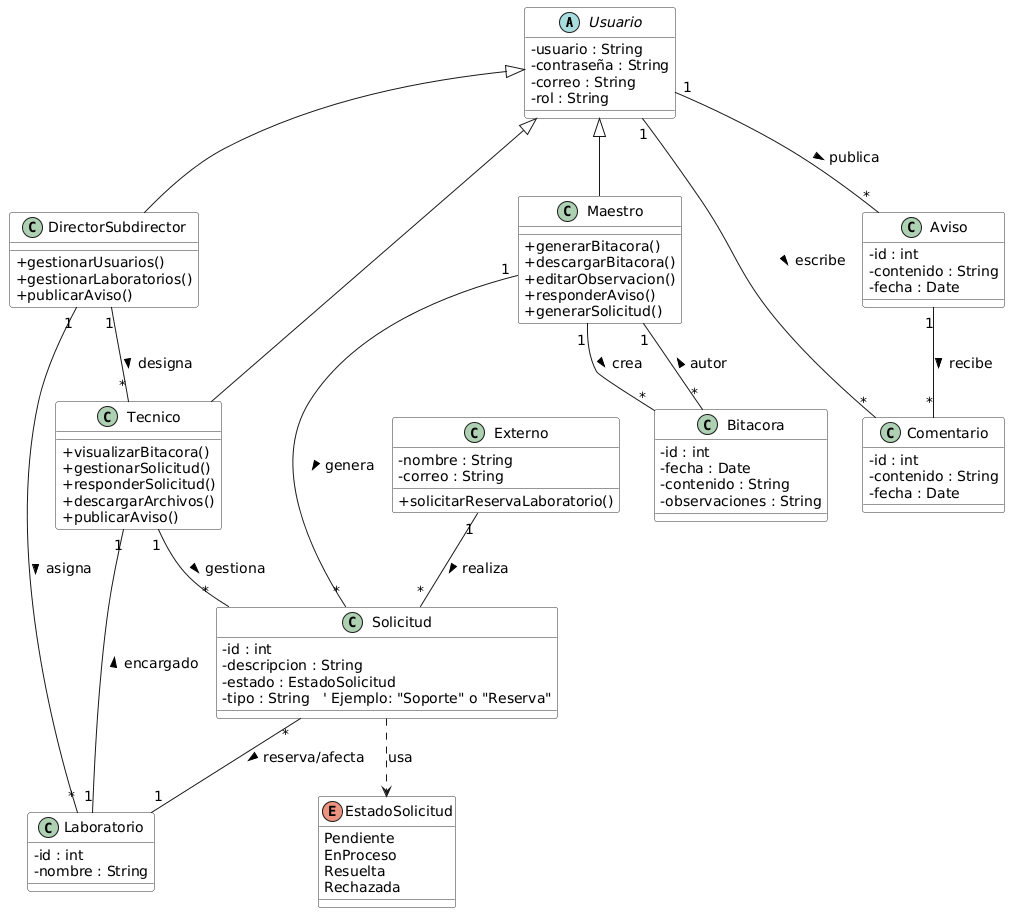 A Usuario
-usuario : String
-contraseña : String
-correo : String
-rol : String
1
1
publica
*
escribe
*
C DirectorSubdirector
+gestionarUsuarios()
+gestionarLaboratorios()
+publicarAviso()
1
1
designa
*
asigna
*
C Maestro
+generarBitacora()
+descargarBitacora()
+editarObservacion()
+responderAviso()
+generarSolicitud()
1
genera
*
1
crea
*
1
autor
*
C Aviso
-id : int
-contenido : String
-fecha : Date
1
recibe
*
C Tecnico
+visualizarBitacora()
+gestionarSolicitud()
+responderSolicitud()
+descargarArchivos()
+publicarAviso()
1
1
gestiona
*
encargado
1
C Externo
-nombre : String
-correo : String
+solicitarReservaLaboratorio()
1
realiza
*
C Bitacora
-id : int
-fecha : Date
-contenido : String
-observaciones : String
C Comentario
-id : int
-contenido : String
-fecha : Date
C Solicitud
-id : int
-descripcion : String
-estado : EstadoSolicitud
-tipo : String ' Ejemplo: "Soporte" o "Reserva"
*
reserva/afecta
1
usa
C Laboratorio
-id : int
-nombre : String
E EstadoSolicitud
Pendiente
EnProceso
Resuelta
Rechazada